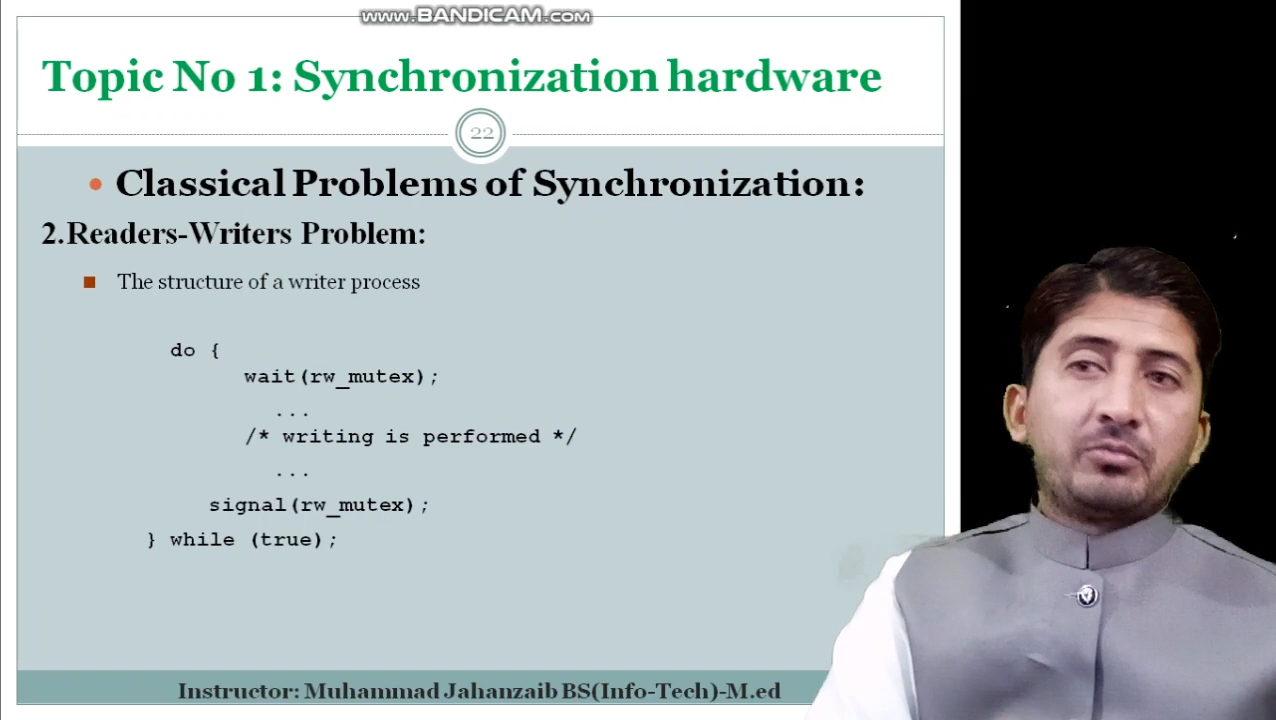 www.BANDICAM.com
Topic No 1: Synchronization hardware
22
• Classical Problems of Synchronization:
2.Readers-Writers Problem:
■ The structure of a writer process
do {
wait(rw_mutex);
...
/* writing is performed */
...
signal(rw_mutex);
} while (true);
Instructor: Muhammad Jahanzaib BS(Info-Tech)-M.ed